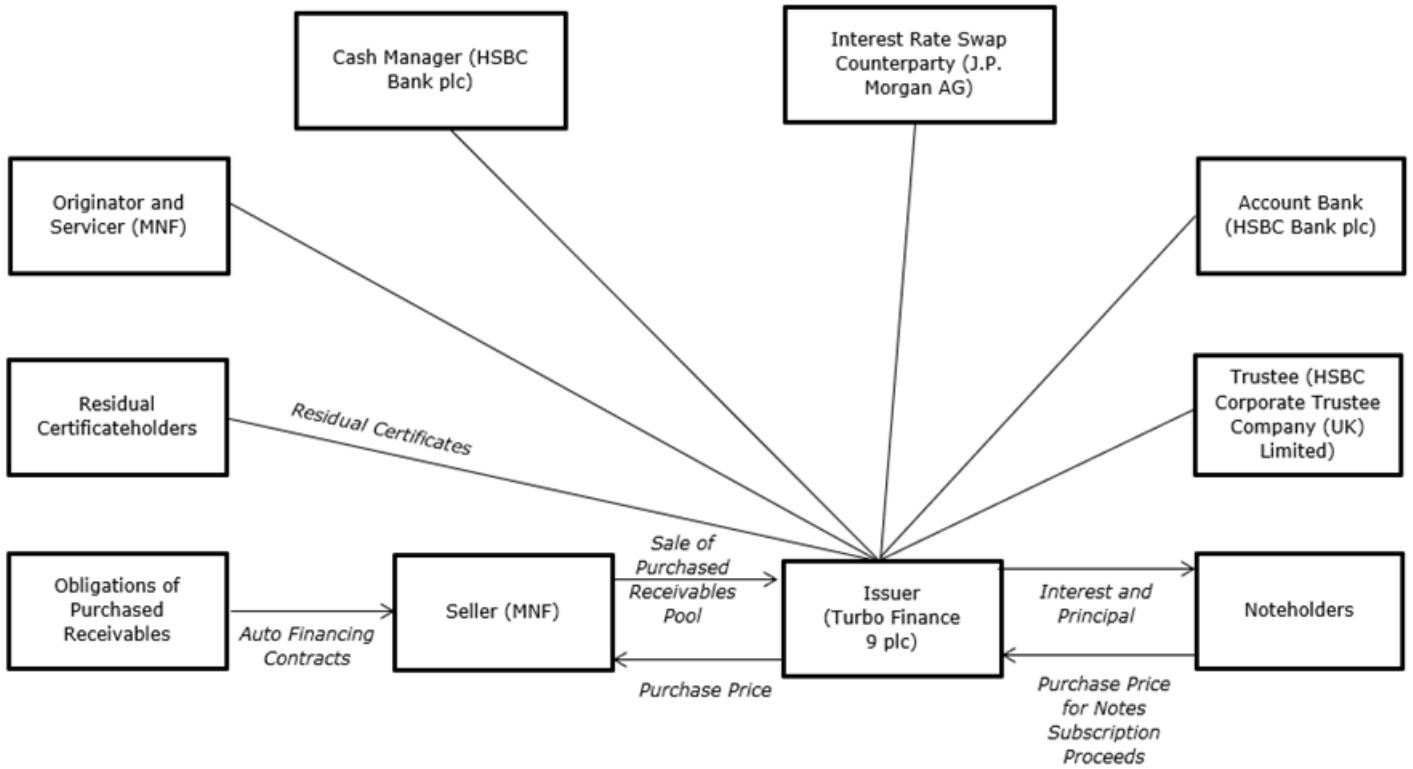 Cash Manager (HSBC
Bank plc)
Interest Rate Swap
Counterparty (J.P.
Morgan AG)
Originator and
Servicer (MNF)
Account Bank
(HSBC Bank plc)
Residual
Certificateholders
Residual Certificates
Trustee (HSBC
Corporate Trustee
Company (UK)
Limited)
Obligations of
Purchased
Receivables
Auto Financing
Contracts
Seller (MNF)
Sale of
Purchased
Receivables
Pool
Purchase Price
Issuer
(Turbo Finance
9 plc)
Interest and
Principal
Purchase Price
for Notes
Subscription
Proceeds
Noteholders